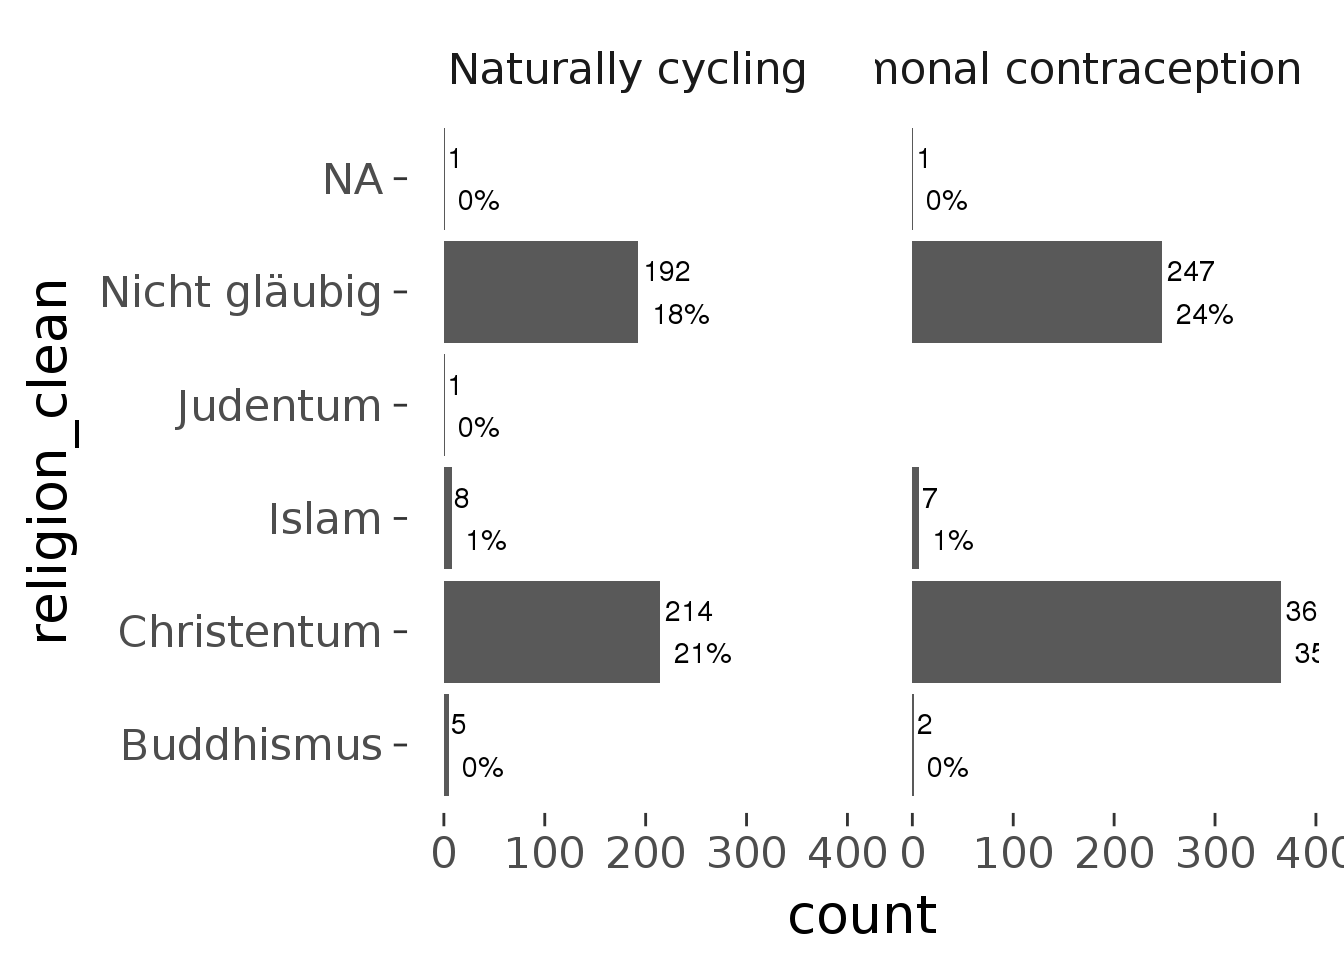 Naturally cycling
monal contraception
religion_clean
NA
1
0%
1
0%
Nicht gläubig
192
18%
247
24%
Judentum
1
0%
Islam
8
1%
7
1%
Christentum
214
21%
36
35
Buddhismus
5
0%
2
0%
0 100 200 300 400 0 100 200 300 400
count